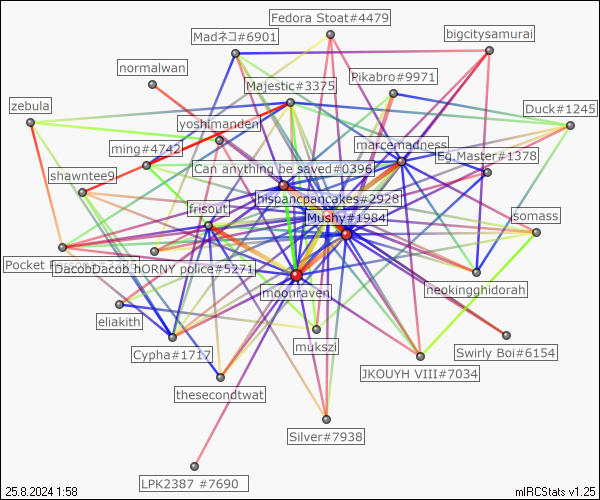 Fedora Stoat#4479
Madネコ#6901
bigcitysamurai
normalwan
Pikabro#9971
Majestic#3375
zebula
Duck#1245
yoshimandeni
marcemadness
ming#4742
Eg.Master#1378
Can anything be saved#0396
shawntee9
hispancpancakes#2928
frisout
Mushy#1984
somass
Pocket
DacobDacob
hORNY police#5271
moonraven
neokingghidorah
eliakith
Cypha#1717
mukszi
Swirly Boi#6154
JKOUYH VIII#7034
thesecondtwat
Silver#7938
LPK2387 #7690
25.8.2024 1:58
mIRCStats v1.25